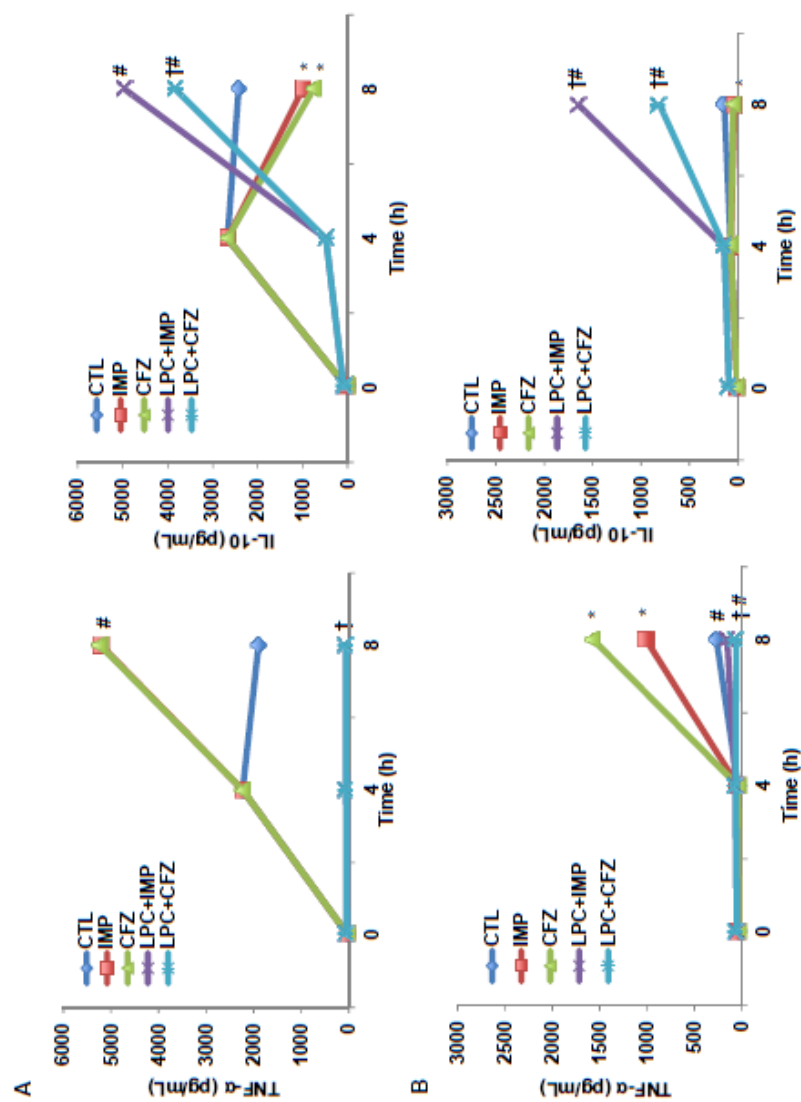 A
TNF-α (pg/mL)
6000
5000
4000
3000
2000
1000
0
CTL
IMP
CFZ
LPC+IMP
LPC+CFZ
#
†
0
4
8
Time (h)
IL-10 (pg/mL)
6000
5000
4000
3000
2000
1000
0
CTL
IMP
CFZ
LPC+IMP
LPC+CFZ
#
†#
*
*
0
4
8
Time (h)
B
TNF-α (pg/mL)
3000
2500
2000
1500
1000
500
0
CTL
IMP
CFZ
LPC+IMP
LPC+CFZ
*
*
#
†#
0
4
8
Time (h)
IL-10 (pg/mL)
3000
2500
2000
1500
1000
500
0
CTL
IMP
CFZ
LPC+IMP
LPC+CFZ
†#
†#
*
0
4
8
Time (h)